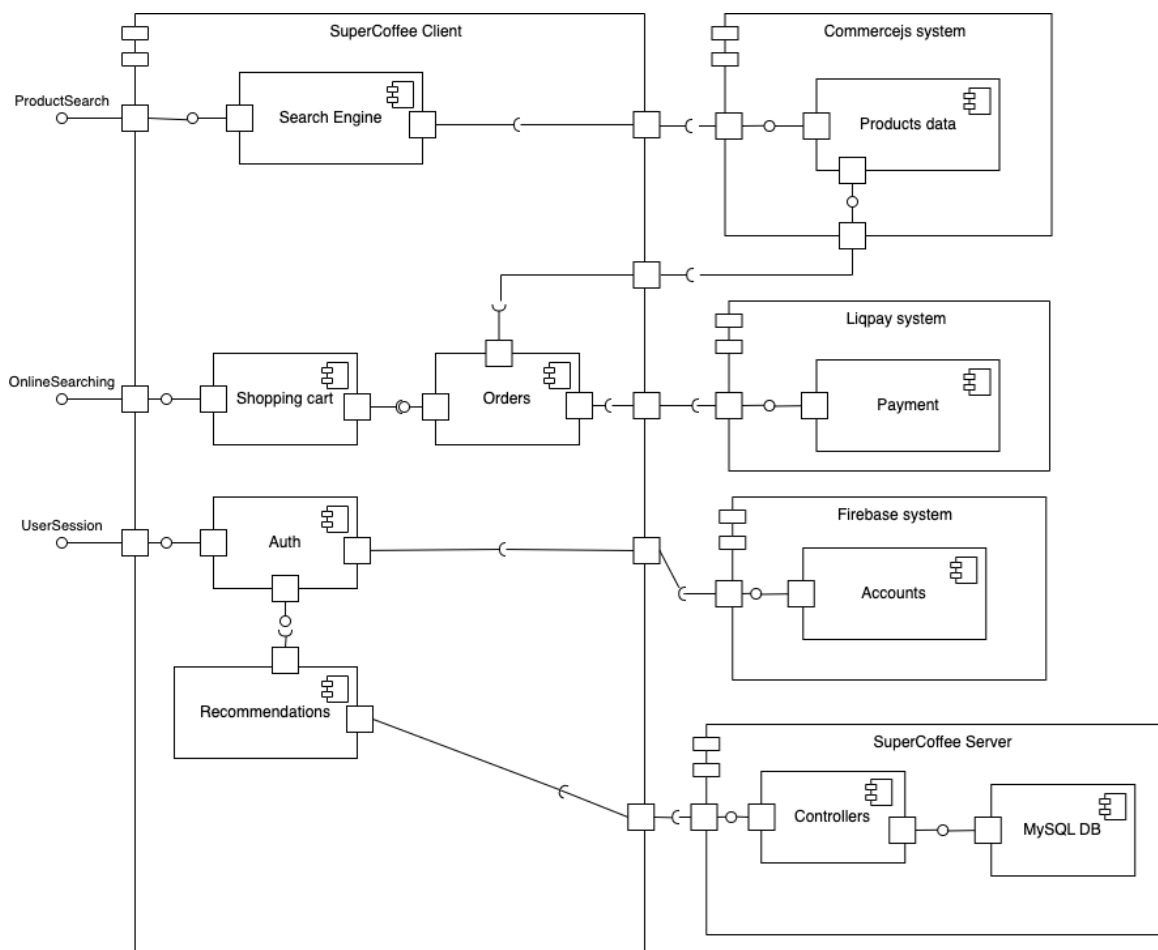 SuperCoffee Client
Commercejs system
ProductSearch
Search Engine
Products data
Liqpay system
OnlineSearching
Shopping cart
Orders
Payment
UserSession
Auth
Firebase system
Accounts
Recommendations
SuperCoffee Server
Controllers
MySQL DB